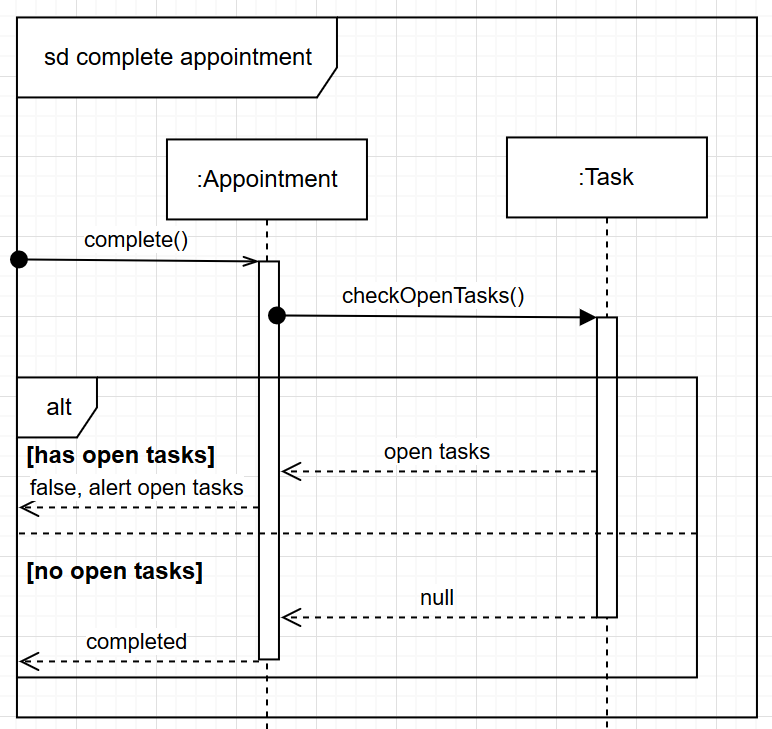 sd complete appointment
:Appointment
:Task
complete()
checkOpenTasks()
alt
[has open tasks]
open tasks
false, alert open tasks
[no open tasks]
null
completed